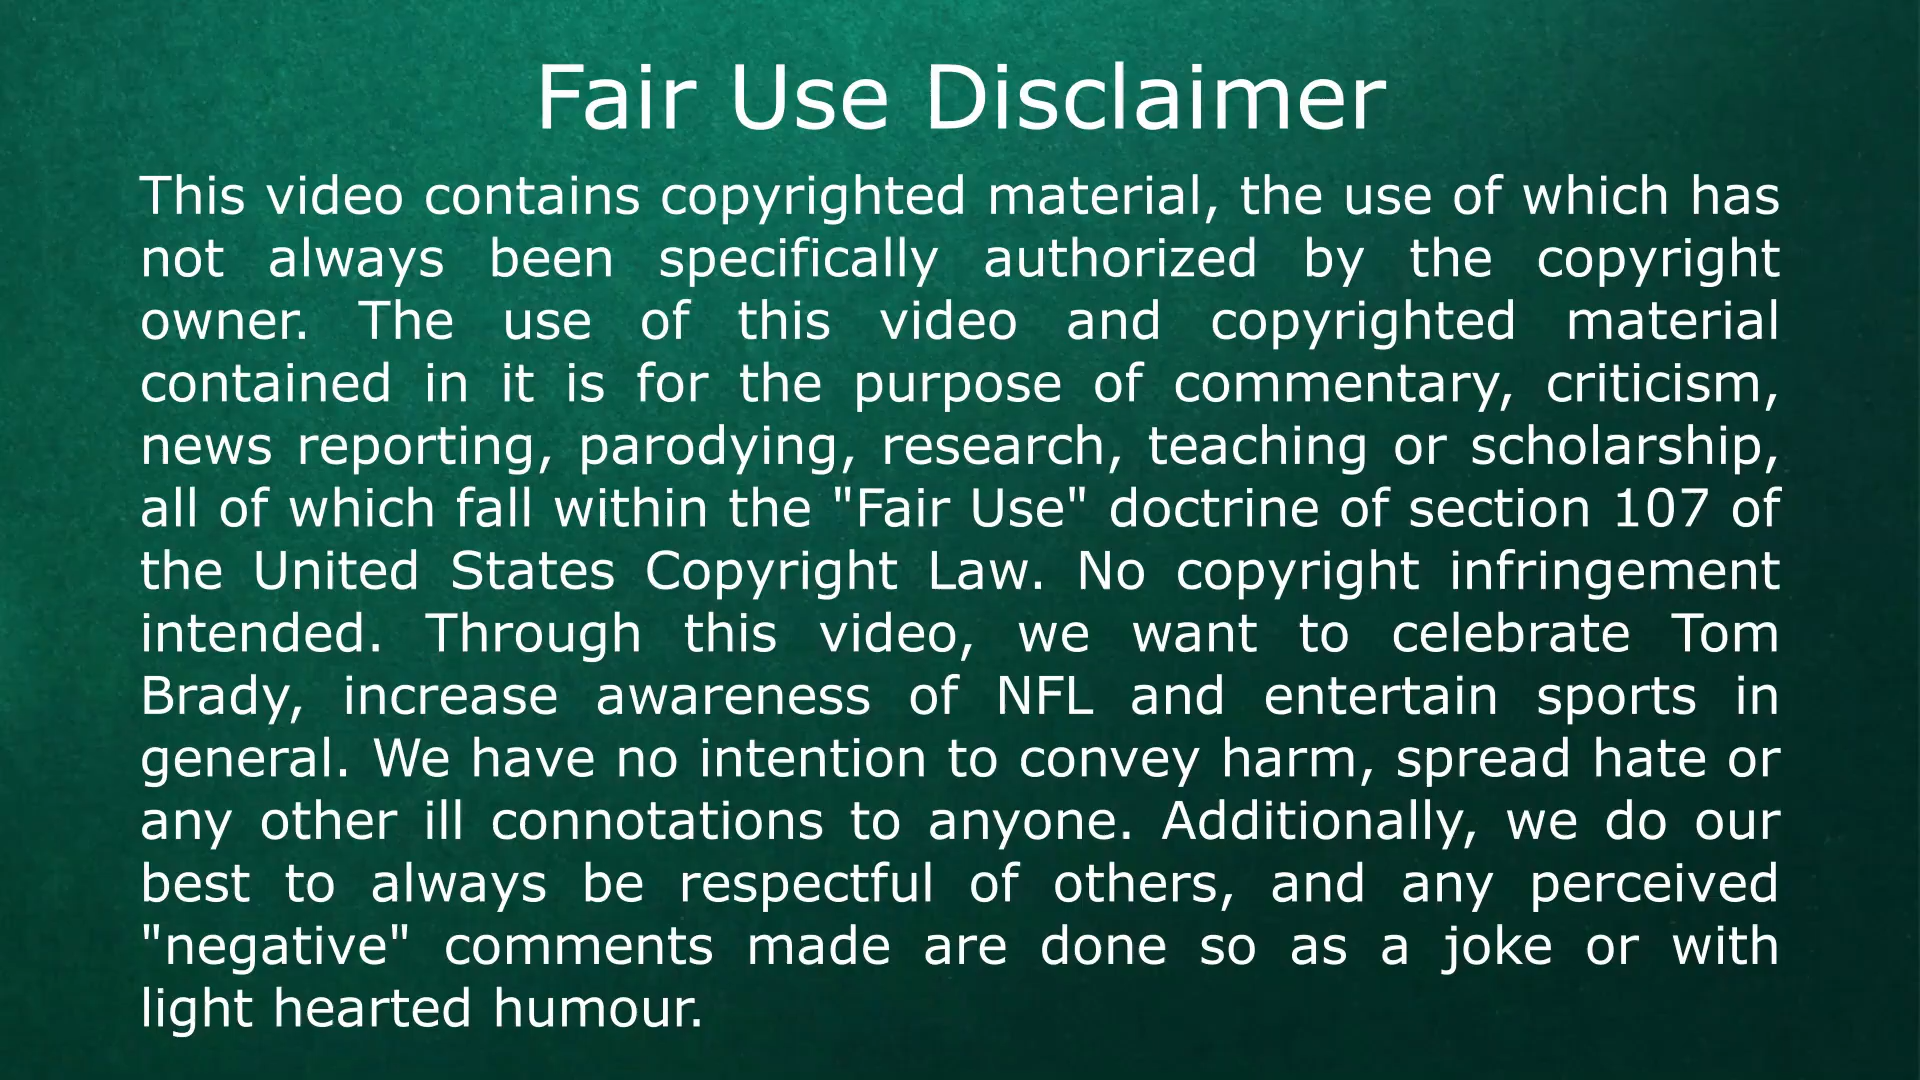 Fair Use Disclaimer
This video contains copyrighted material, the use of which has
not always been specifically authorized by the copyright
owner. The use of this video and copyrighted material
contained in it is for the purpose of commentary, criticism,
news reporting, parodying, research, teaching or scholarship,
all of which fall within the "Fair Use" doctrine of section 107 of
the United States Copyright Law. No copyright infringement
intended. Through this video, we want to celebrate Tom
Brady, increase awareness of NFL and entertain sports in
general. We have no intention to convey harm, spread hate or
any other ill connotations to anyone. Additionally, we do our
best to always be respectful of others, and any perceived
"negative" comments made are done so as a joke or with
light hearted humour.